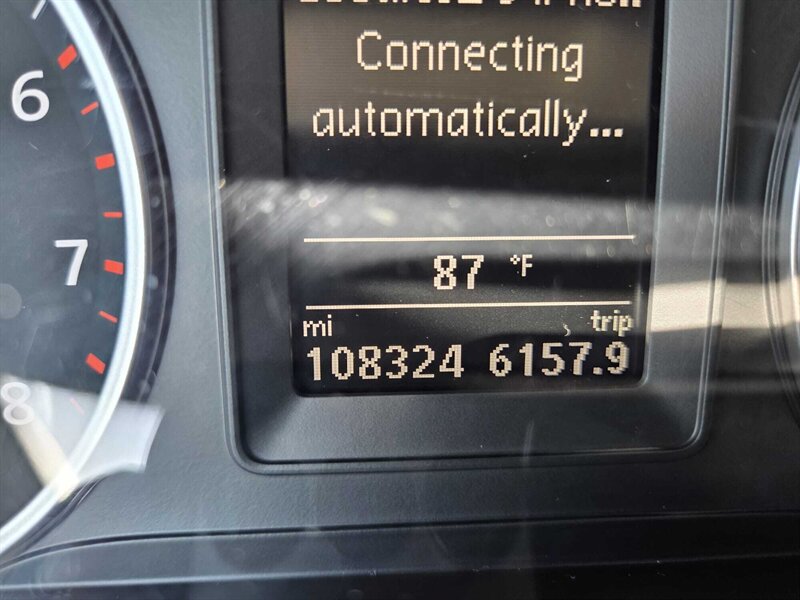 Connecting
automatically...
87 °F
mi trip
108324 6157.9
6
7
8